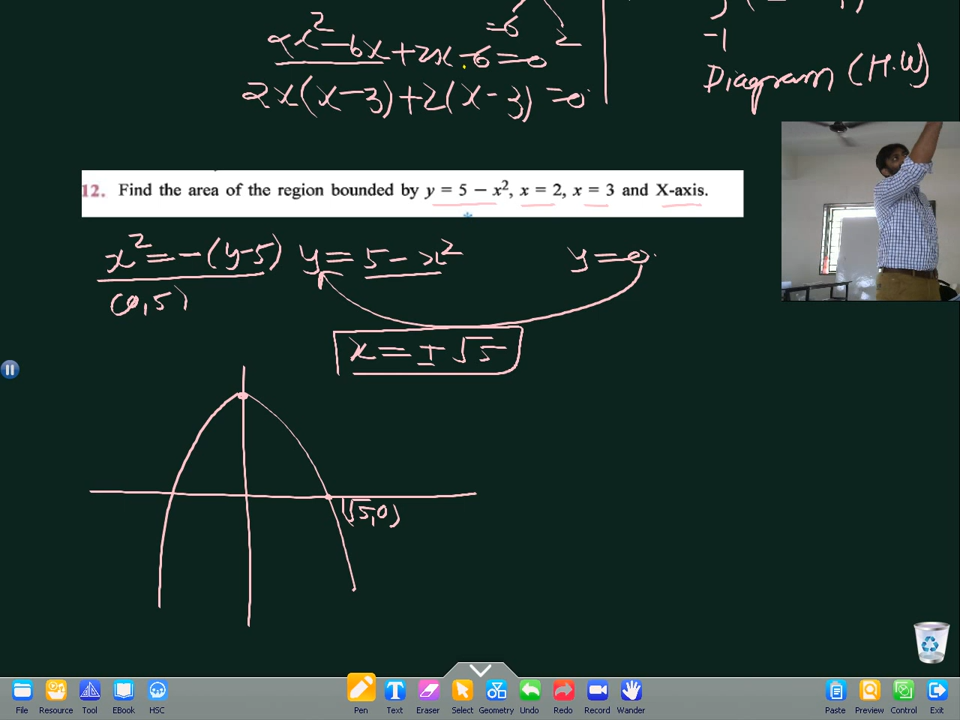 =6
2x² - 6x + 2x - 6 = 0 2
2x(x - 3) + 2(x - 3) = 0
-1
Diagram (H.W)
12. Find the area of the region bounded by y = 5 − x², x = 2, x = 3 and X-axis.
x² = -(y-5) y = 5 - x² y = 0
(0,5)
x = ± √5
(√5,0)
File Resource Tool EBook HSC Pen Text Eraser Select Geometry Undo Redo Record Wander Paste Preview Control Exit